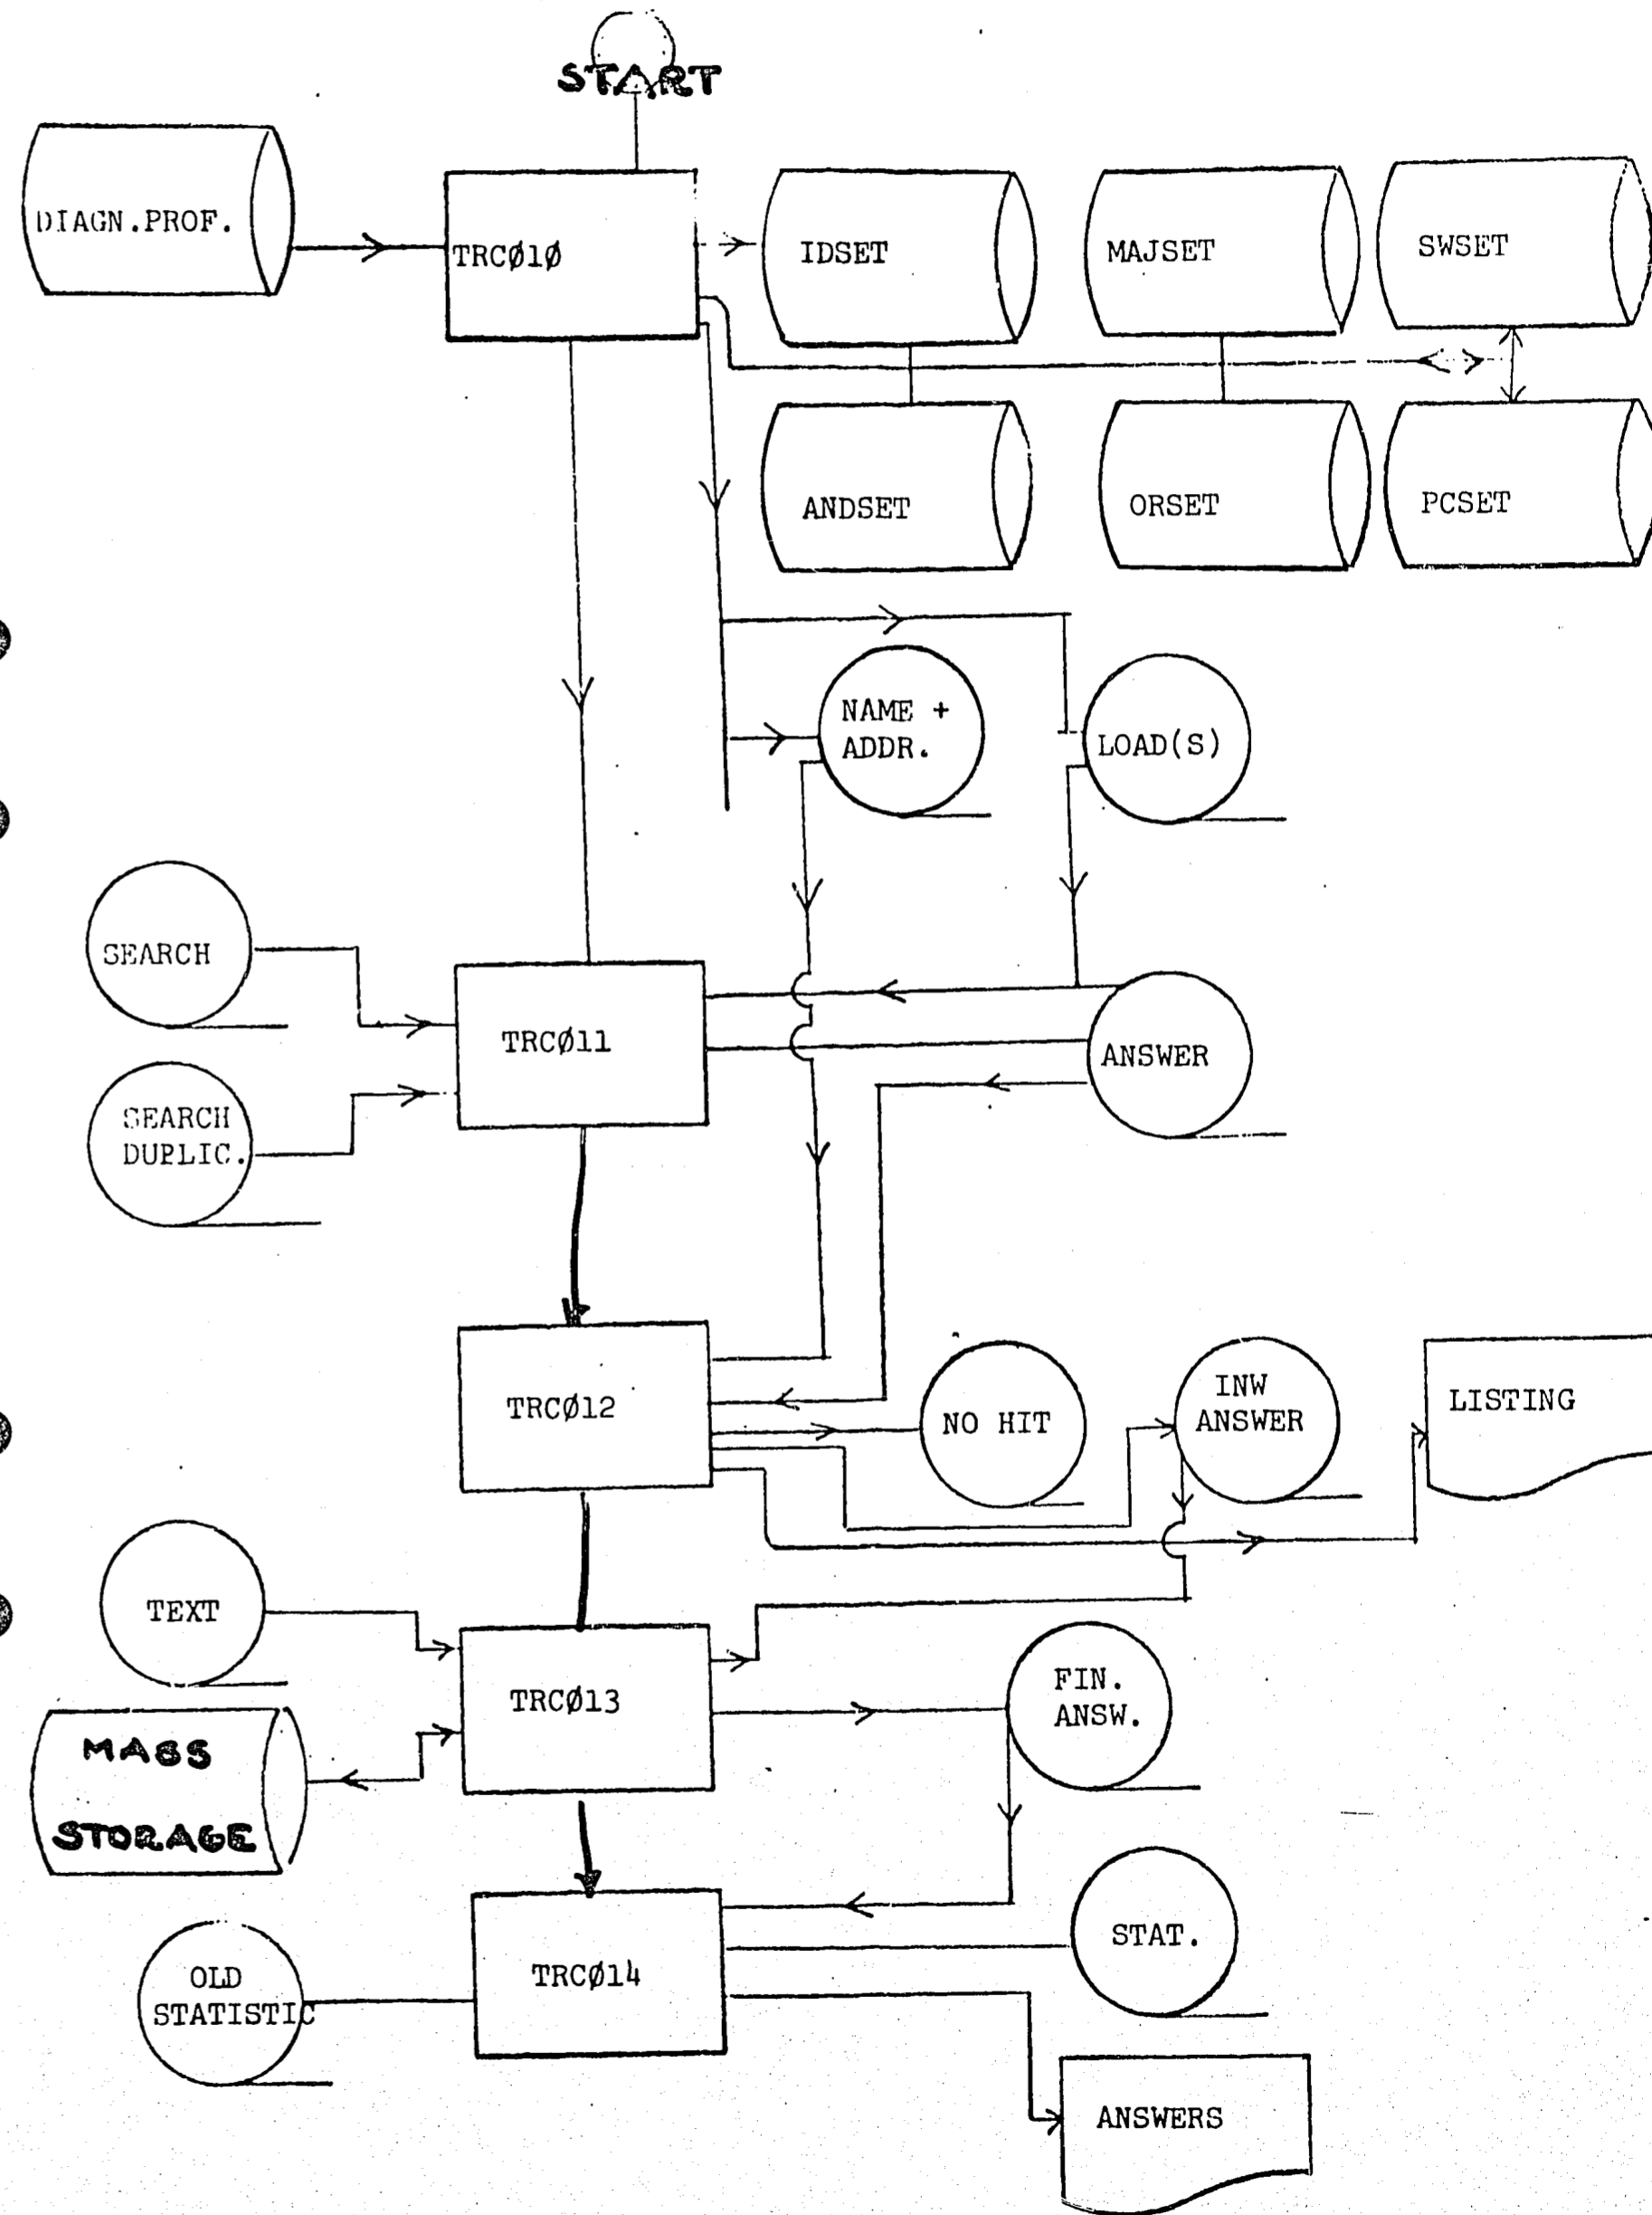 START
DIAGN.PROF.
TRCØ1Ø
IDSET
MAJSET
SWSET
ANDSET
ORSET
PCSET
NAME +
ADDR.
LOAD(S)
SEARCH
TRCØ11
ANSWER
SEARCH
DUPLIC.
TRCØ12
NO HIT
INW
ANSWER
LISTING
TEXT
TRCØ13
FIN.
ANSW.
MASS
STORAGE
OLD
STATISTIC
TRCØ14
STAT.
ANSWERS